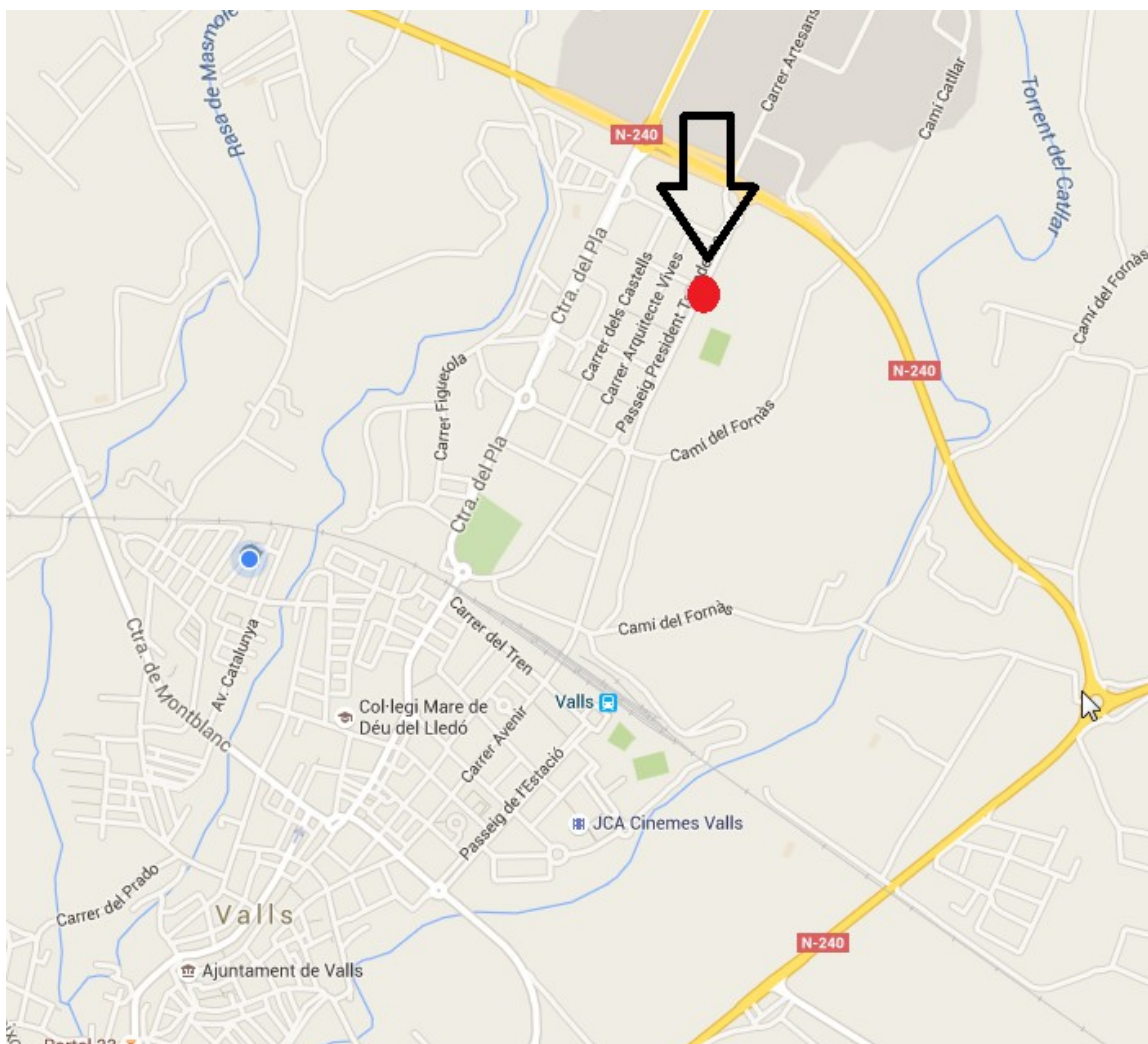 Rasa de Masmole
Carrer Artesans
Camí Catllar
Torrent del Catllar
N-240
Ctra. del Pla
Carrer dels Castells
Carrer Arquitecte Vives
Passeig President
Camí del Fornàs
N-240
Carrer Figuerola
Ctra. del Pla
Camí del Fornàs
Carrer del Tren
Camí del Fornàs
Ctra. de Montblanc
Av. Catalunya
Col·legi Mare de
Déu del Lledó
Valls
Carrer Avenir
Passeig de l'Estació
JCA Cinemes Valls
Carrer del Prado
Valls
N-240
Ajuntament de Valls